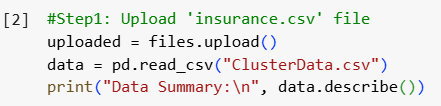 [2] #Step1: Upload 'insurance.csv' file
uploaded = files.upload()
data = pd.read_csv("ClusterData.csv")
print("Data Summary:\n", data.describe())